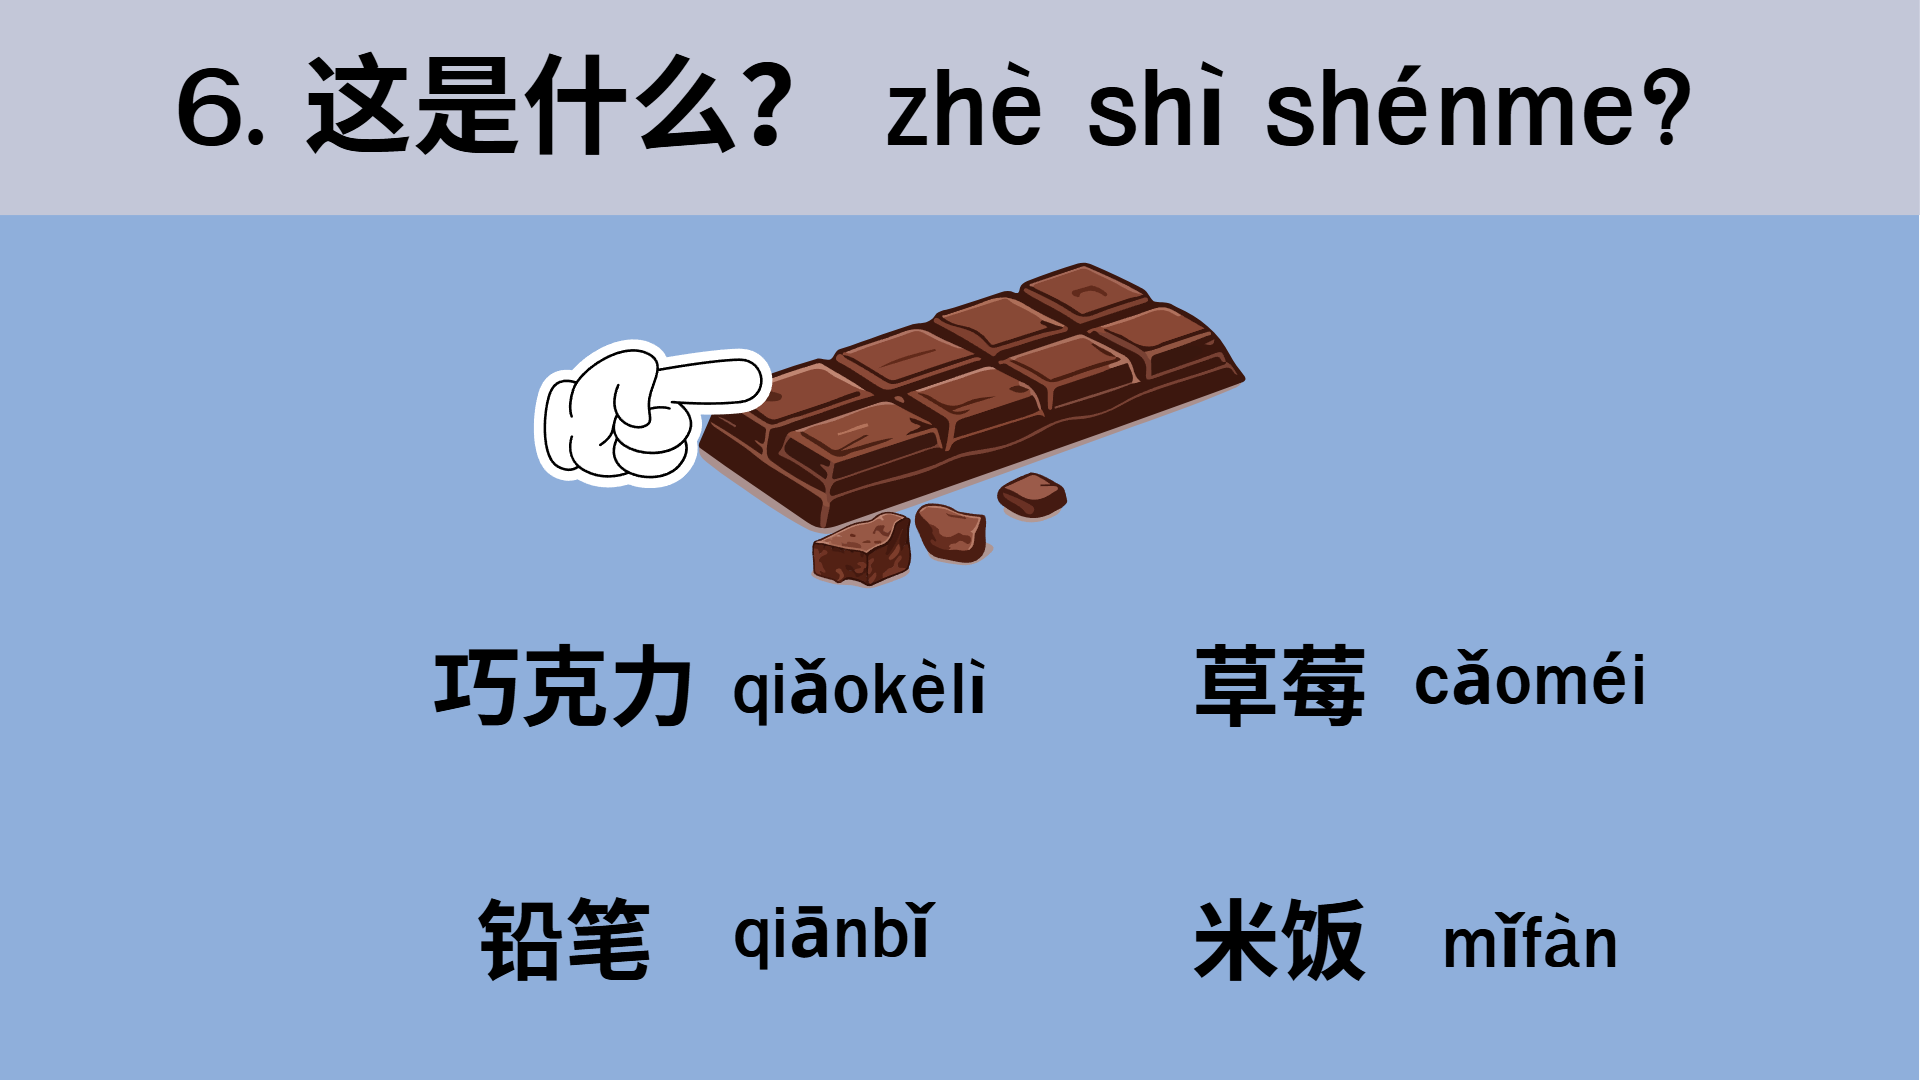 6. 这是什么？ zhè shì shénme?
巧克力 qiǎokèlì 草莓 cǎoméi
铅笔 qiānbǐ 米饭 mǐfàn